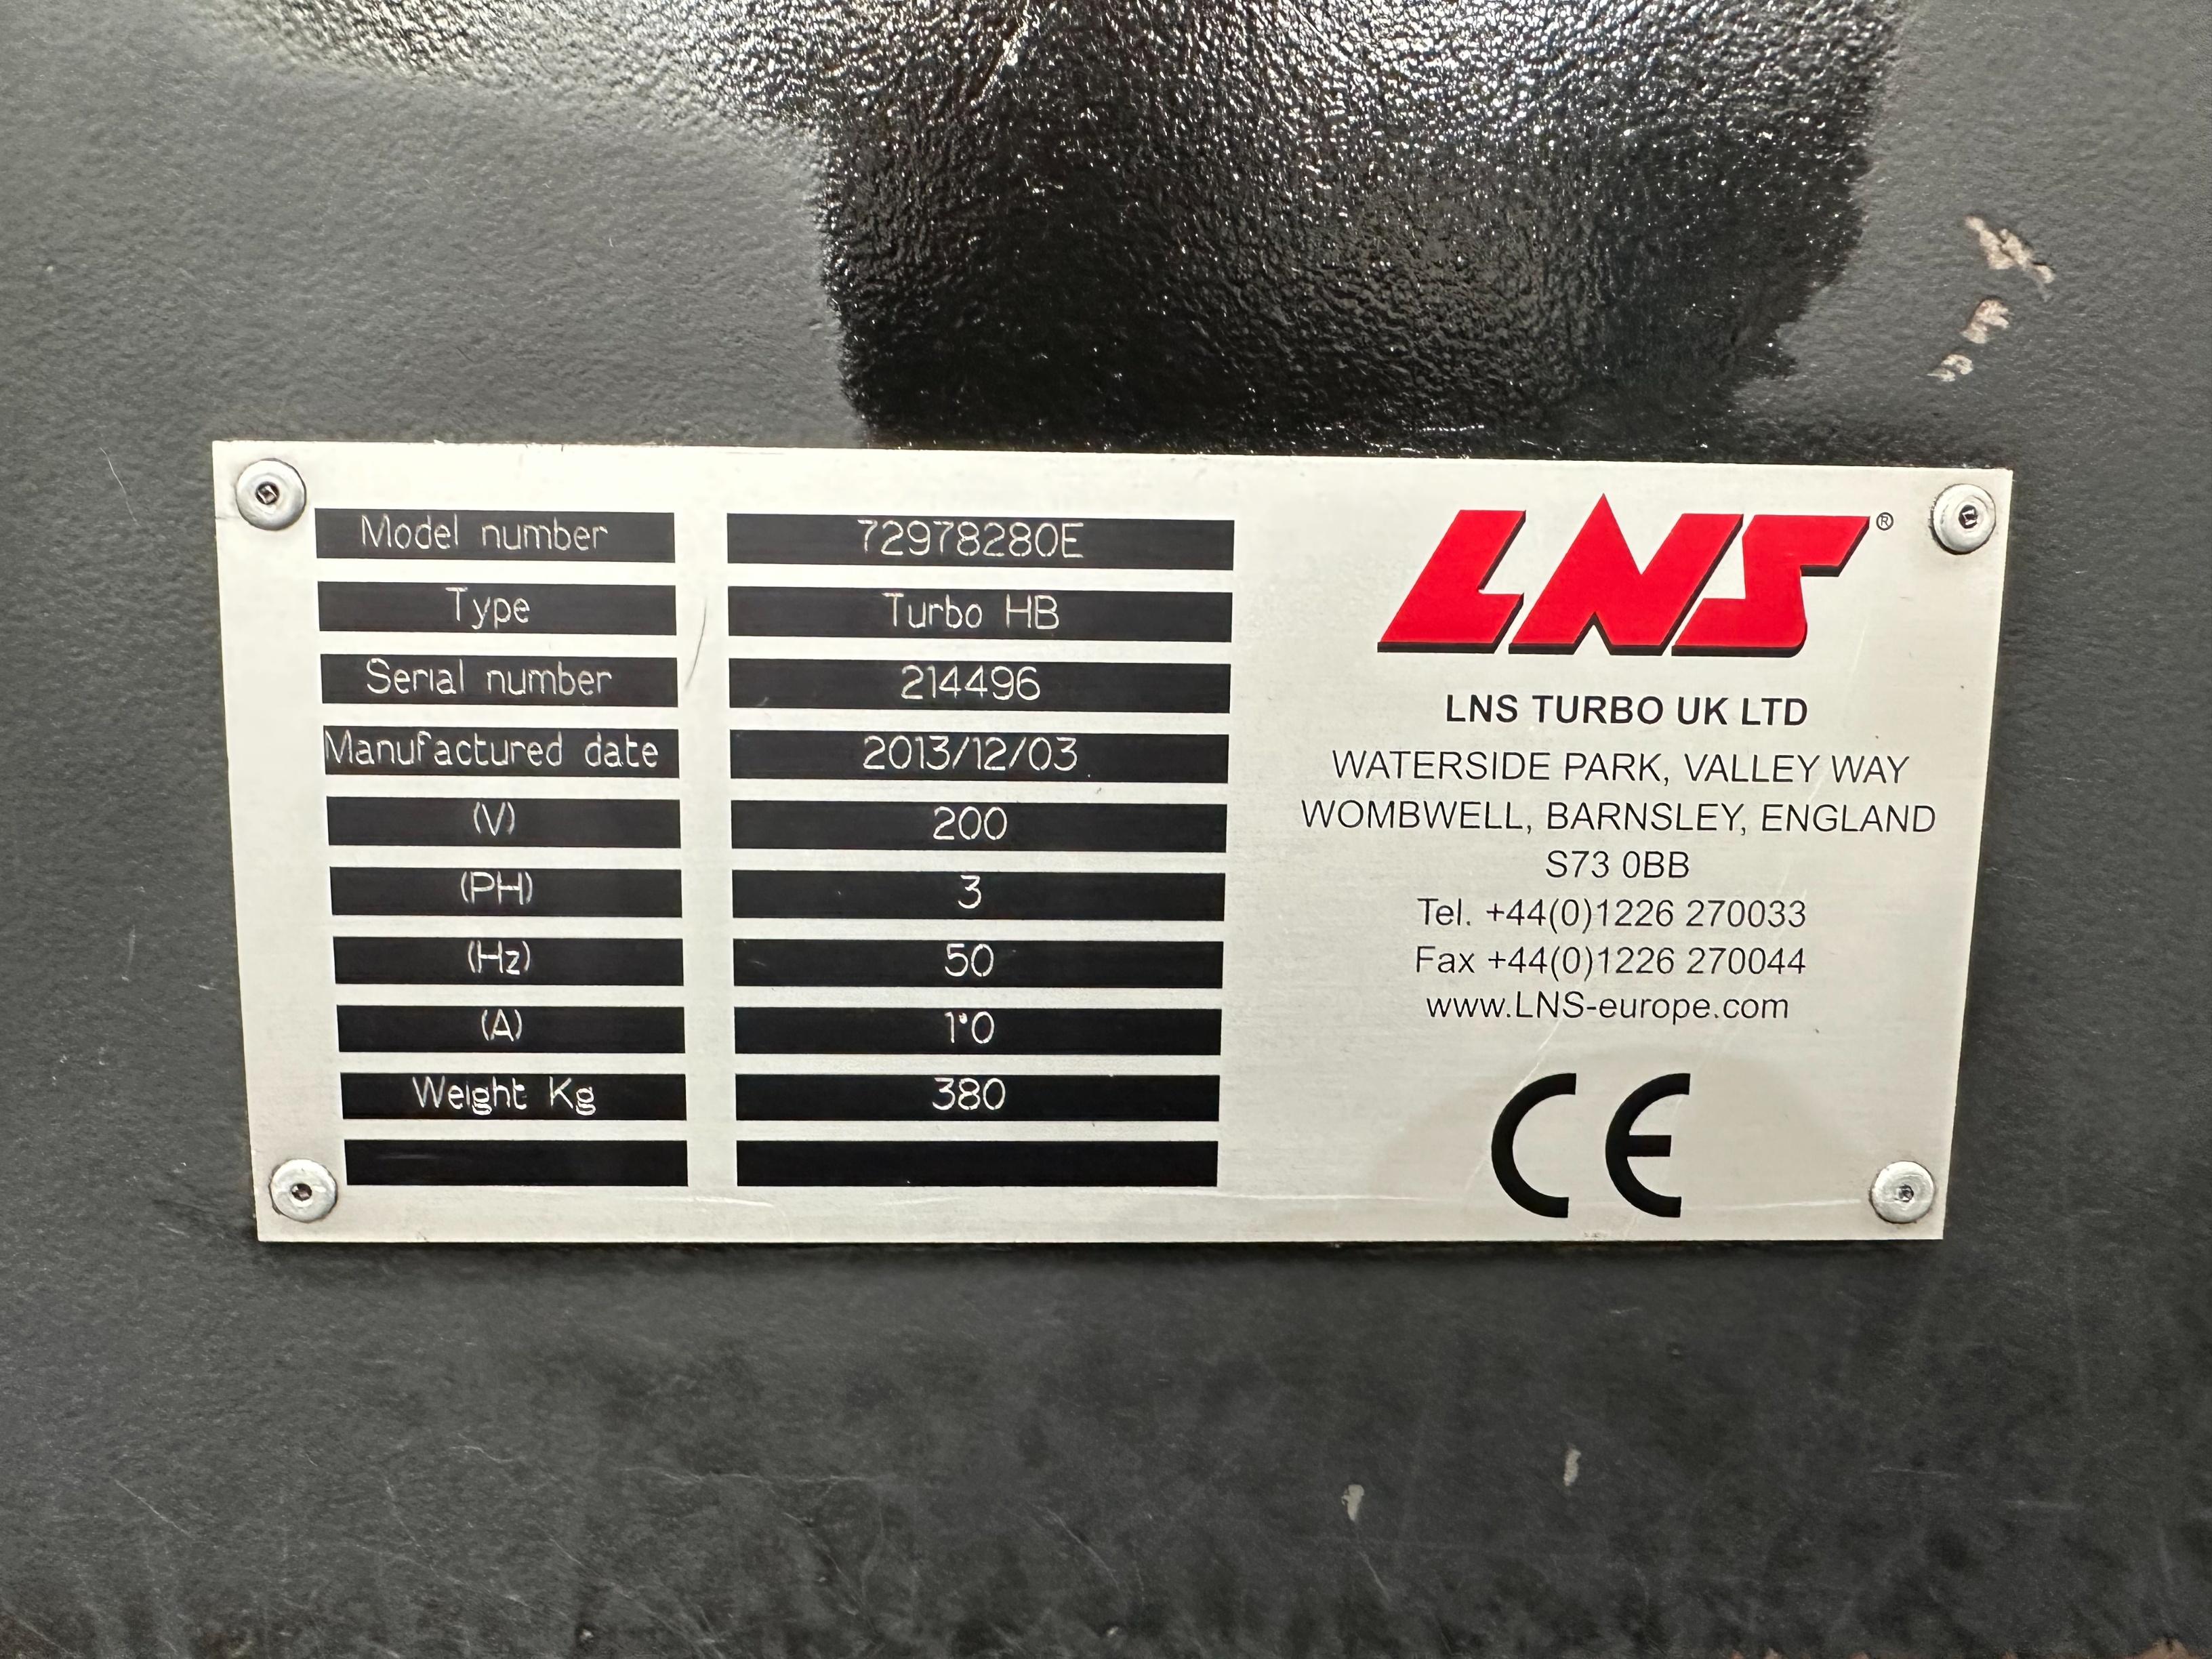 Model number 72978280E
Type Turbo HB
Serial number 214496
Manufactured date 2013/12/03
(V) 200
(PH) 3
(Hz) 50
(A) 1•0
Weight Kg 380
LNS®
LNS TURBO UK LTD
WATERSIDE PARK, VALLEY WAY
WOMBWELL, BARNSLEY, ENGLAND
S73 0BB
Tel. +44(0)1226 270033
Fax +44(0)1226 270044
www.LNS-europe.com
CE